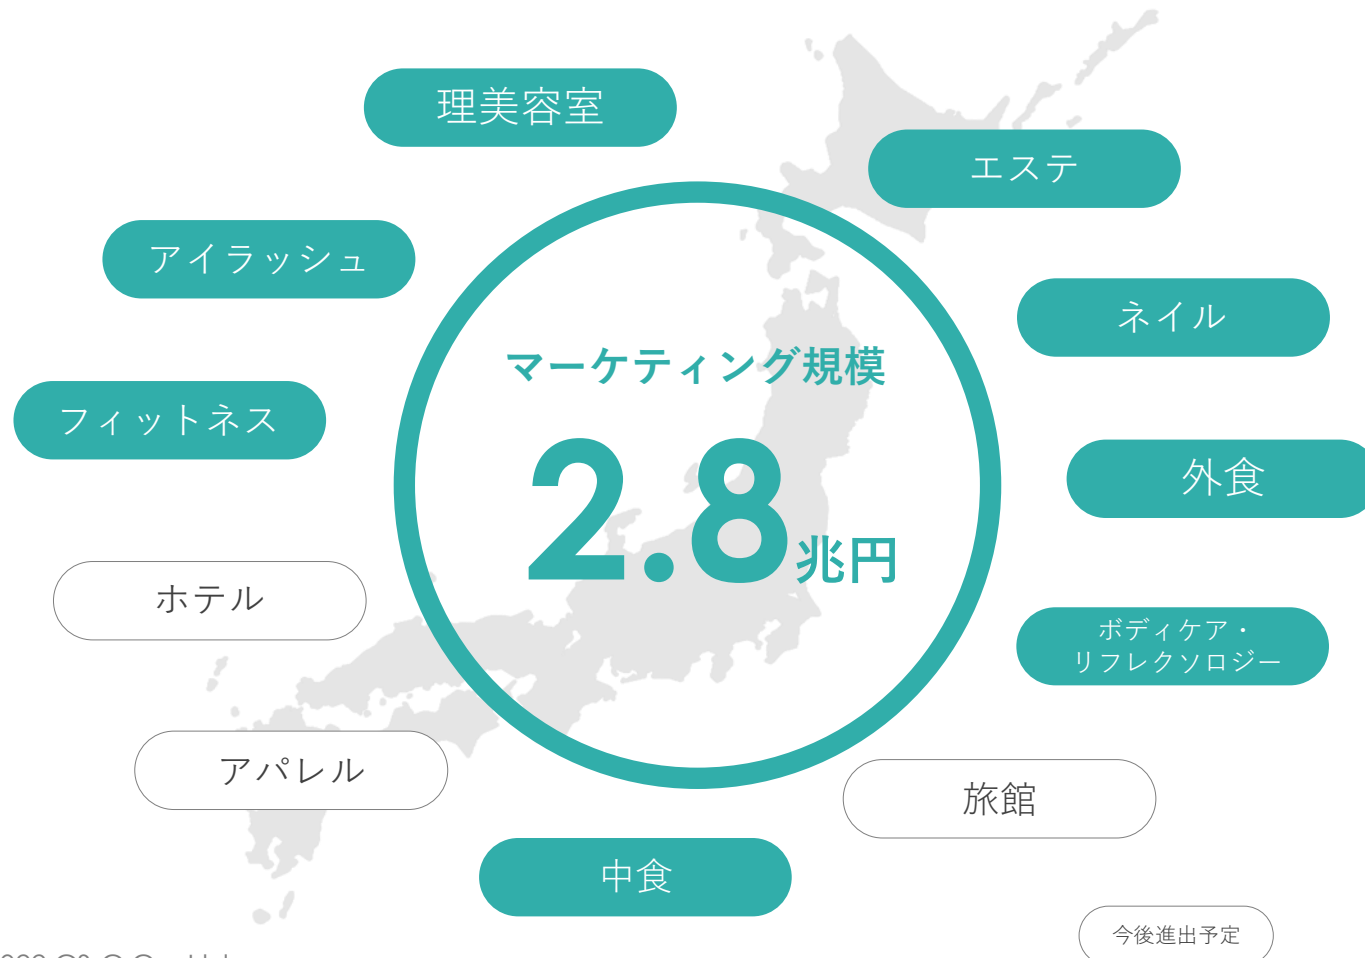 理美容室
エステ
アイラッシュ
ネイル
マーケティング規模
フィットネス
2.8兆円
外食
ホテル
ボディケア・
リフレクソロジー
アパレル
旅館
中食
今後進出予定